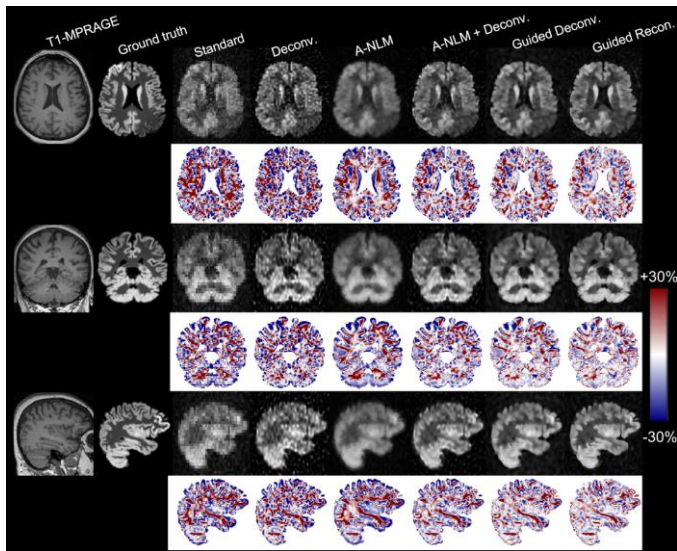 T1-MPRAGE
Ground truth
Standard
Deconv.
A-NLM
A-NLM + Deconv.
Guided Deconv.
Guided Recon.
+30%
-30%